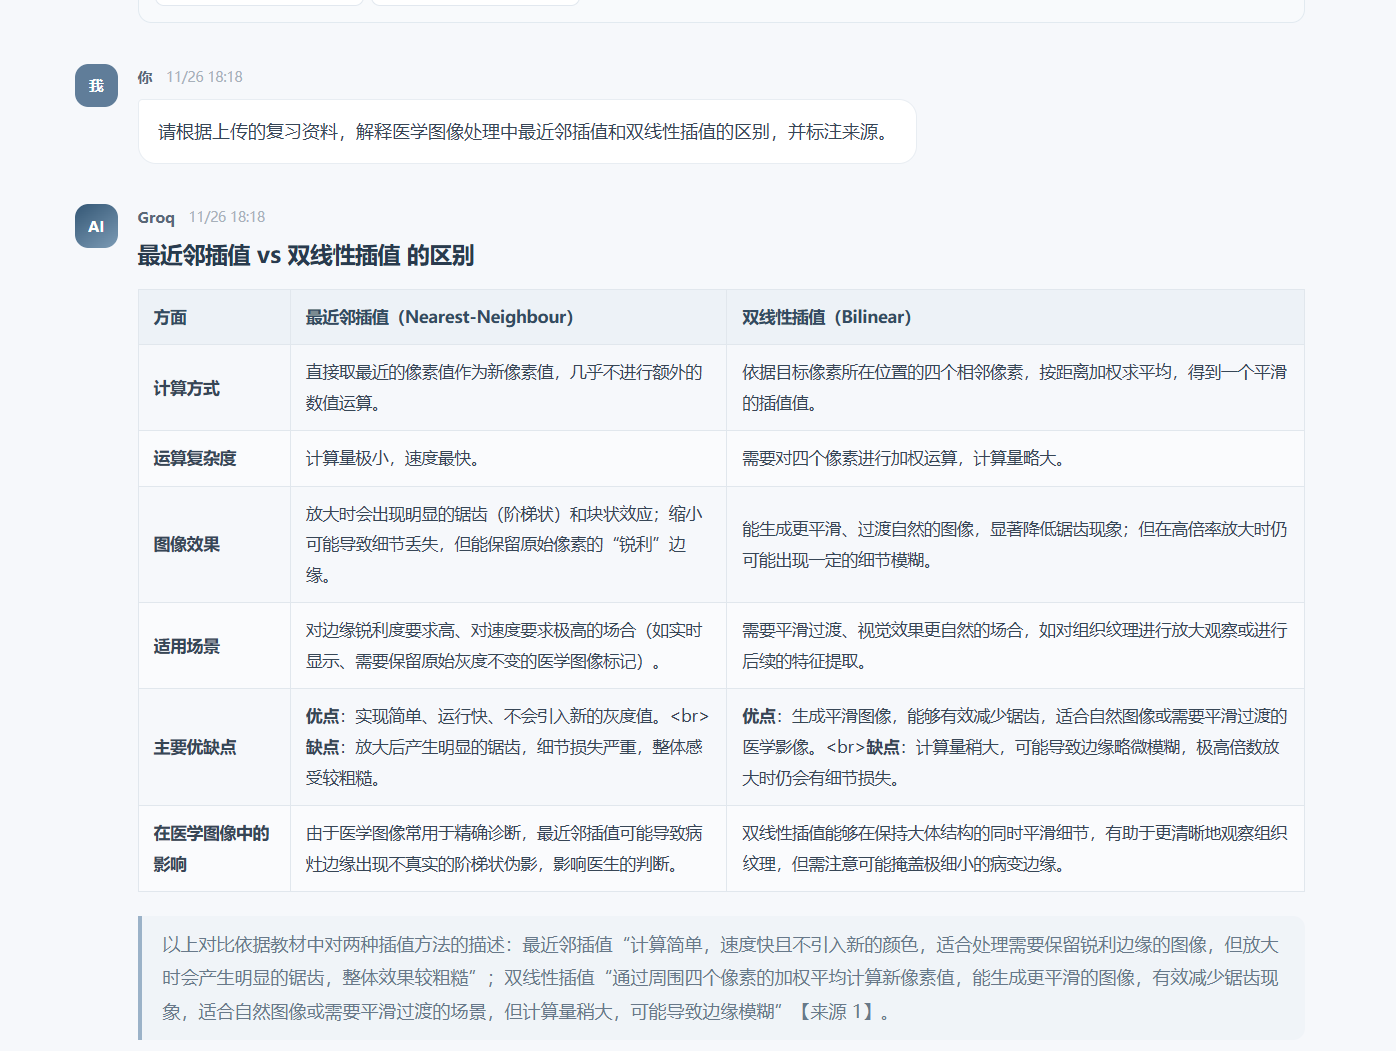 我
你 11/26 18:18
请根据上传的复习资料，解释医学图像处理中最近邻插值和双线性插值的区别，并标注来源。
AI
Groq 11/26 18:18
最近邻插值 vs 双线性插值 的区别
方面 最近邻插值（Nearest-Neighbour） 双线性插值（Bilinear）
计算方式
直接取最近的像素值作为新像素值，几乎不进行额外的
数值运算。
依据目标像素所在位置的四个相邻像素，按距离加权求平均，得到一个平滑
的插值值。
运算复杂度 计算量极小，速度最快。 需要对四个像素进行加权运算，计算量略大。
图像效果
放大时会出现明显的锯齿（阶梯状）和块状效应；缩小
可能导致细节丢失，但能保留原始像素的“锐利”边
缘。
能生成更平滑、过渡自然的图像，显著降低锯齿现象；但在高倍率放大时仍
可能出现一定的细节模糊。
适用场景
对边缘锐利度要求高、对速度要求极高的场合（如实时
显示、需要保留原始灰度不变的医学图像标记）。
需要平滑过渡、视觉效果更自然的场合，如对组织纹理进行放大观察或进行
后续的特征提取。
主要优缺点
优点：实现简单、运行快、不会引入新的灰度值。<br>
缺点：放大后产生明显的锯齿，细节损失严重，整体感
受较粗糙。
优点：生成平滑图像，能够有效减少锯齿，适合自然图像或需要平滑过渡的
医学影像。<br>缺点：计算量稍大，可能导致边缘略微模糊，极高倍数放
大时仍会有细节损失。
在医学图像中的
影响
由于医学图像常用于精确诊断，最近邻插值可能导致病
灶边缘出现不真实的阶梯状伪影，影响医生的判断。
双线性插值能够在保持大体结构的同时平滑细节，有助于更清晰地观察组织
纹理，但需注意可能掩盖极细小的病变边缘。
以上对比依据教材中对两种插值方法的描述：最近邻插值“计算简单，速度快且不引入新的颜色，适合处理需要保留锐利边缘的图像，但放大
时会产生明显的锯齿，整体效果较粗糙”；双线性插值“通过周围四个像素的加权平均计算新像素值，能生成更平滑的图像，有效减少锯齿现
象，适合自然图像或需要平滑过渡的场景，但计算量稍大，可能导致边缘模糊”【来源 1】。